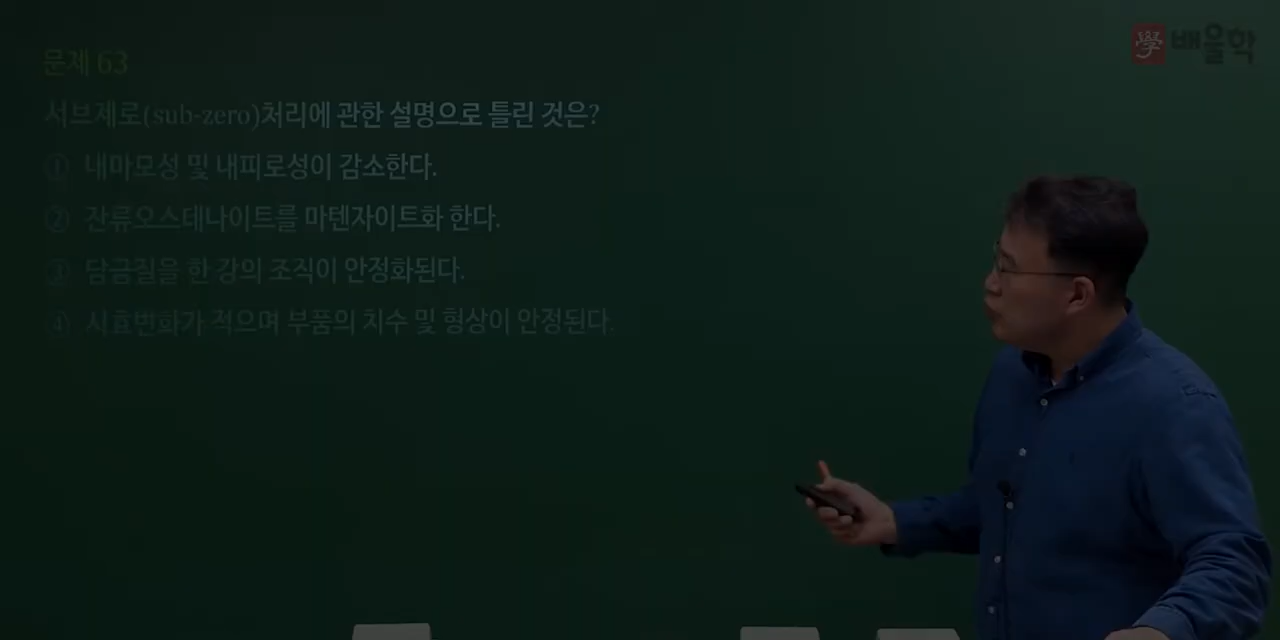 문제 63
學 배울학
서브제로(sub-zero)처리에 관한 설명으로 틀린 것은?
① 내마모성 및 내피로성이 감소한다.
② 잔류오스테나이트를 마텐자이트화 한다.
③ 담금질을 한 강의 조직이 안정화된다.
④ 시효변화가 적으며 부품의 치수 및 형상이 안정된다.